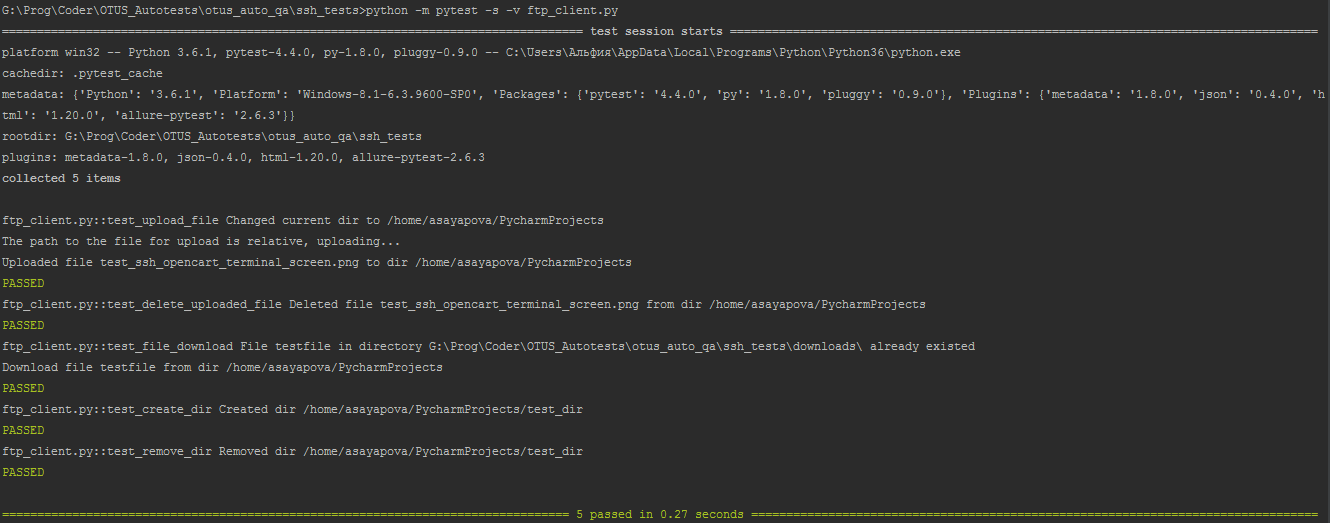 G:\Prog\Coder\OTUS_Autotests\otus_auto_qa\ssh_tests>python -m pytest -s -v ftp_client.py
============================= test session starts =============================
platform win32 -- Python 3.6.1, pytest-4.4.0, py-1.8.0, pluggy-0.9.0 -- C:\Users\Альфия\AppData\Local\Programs\Python\Python36\python.exe
cachedir: .pytest_cache
metadata: {'Python': '3.6.1', 'Platform': 'Windows-8.1-6.3.9600-SP0', 'Packages': {'pytest': '4.4.0', 'py': '1.8.0', 'pluggy': '0.9.0'}, 'Plugins': {'metadata': '1.8.0', 'json': '0.4.0', 'h
tml': '1.20.0', 'allure-pytest': '2.6.3'}}
rootdir: G:\Prog\Coder\OTUS_Autotests\otus_auto_qa\ssh_tests
plugins: metadata-1.8.0, json-0.4.0, html-1.20.0, allure-pytest-2.6.3
collected 5 items
ftp_client.py::test_upload_file Changed current dir to /home/asayapova/PycharmProjects
The path to the file for upload is relative, uploading...
Uploaded file test_ssh_opencart_terminal_screen.png to dir /home/asayapova/PycharmProjects
PASSED
ftp_client.py::test_delete_uploaded_file Deleted file test_ssh_opencart_terminal_screen.png from dir /home/asayapova/PycharmProjects
PASSED
ftp_client.py::test_file_download File testfile in directory G:\Prog\Coder\OTUS_Autotests\otus_auto_qa\ssh_tests\downloads\ already existed
Download file testfile from dir /home/asayapova/PycharmProjects
PASSED
ftp_client.py::test_create_dir Created dir /home/asayapova/PycharmProjects/test_dir
PASSED
ftp_client.py::test_remove_dir Removed dir /home/asayapova/PycharmProjects/test_dir
PASSED
============================= 5 passed in 0.27 seconds =============================